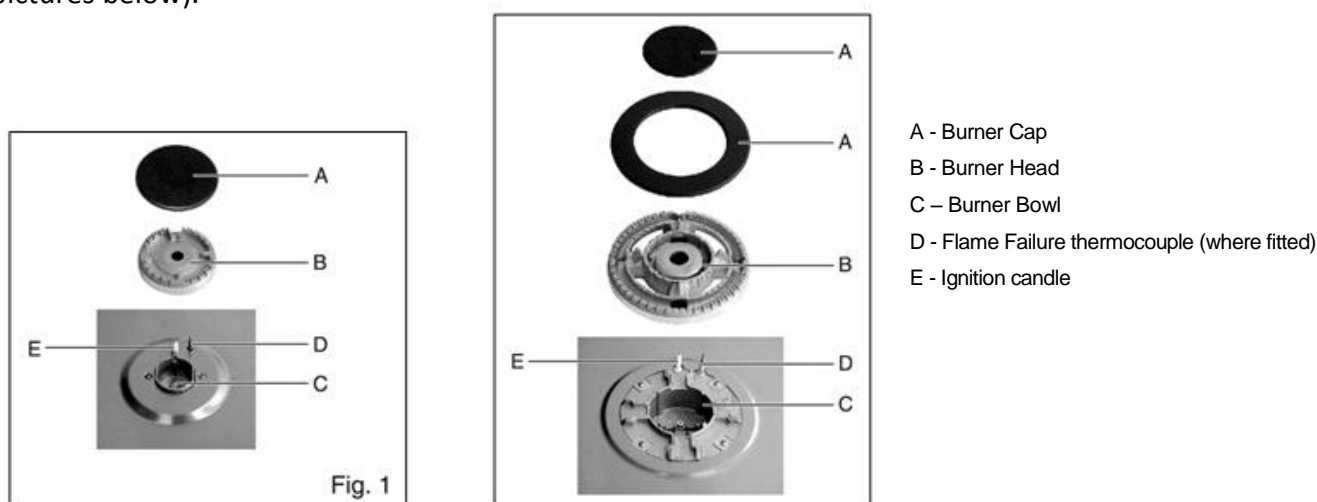 pictures below).
A
B
E
D
C
Fig. 1
A
A
B
E
D
C
A - Burner Cap
B - Burner Head
C – Burner Bowl
D - Flame Failure thermocouple (where fitted)
E - Ignition candle